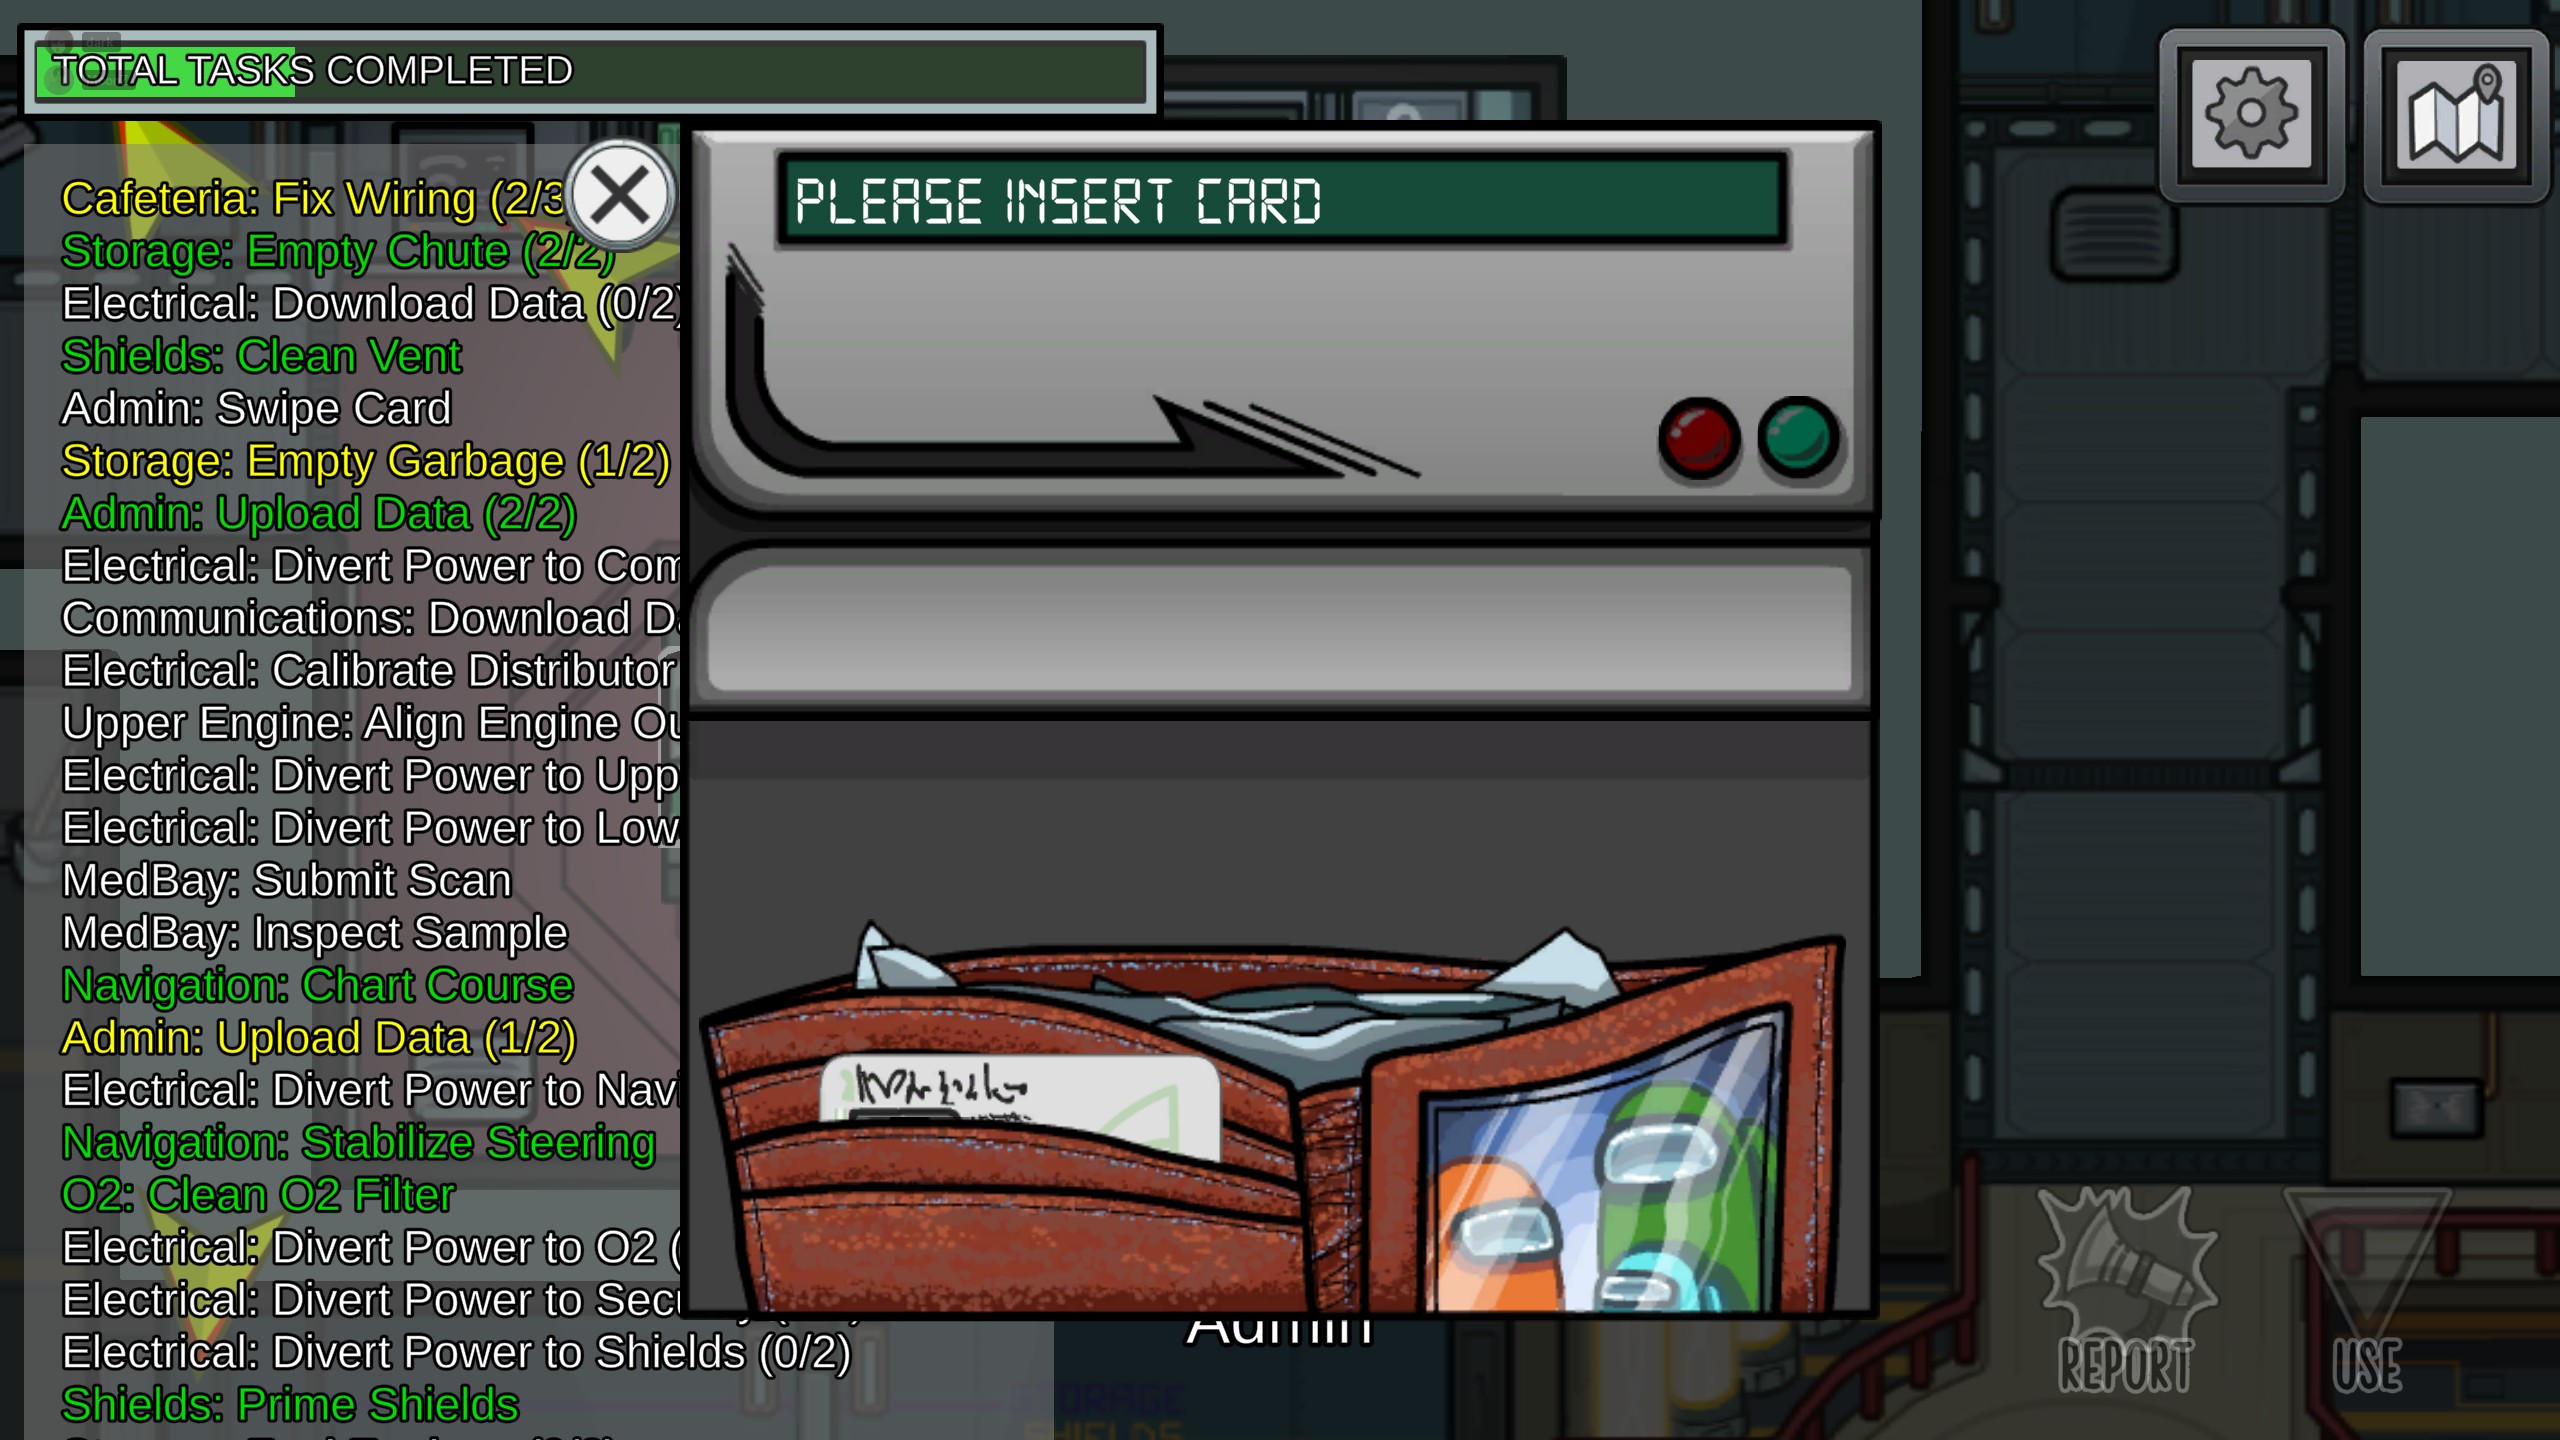 dark
TOTAL TASKS COMPLETED
PLEASE INSERT CARD
Cafeteria: Fix Wiring (2/3
Storage: Empty Chute (2/2)
Electrical: Download Data (0/2)
Shields: Clean Vent
Admin: Swipe Card
Storage: Empty Garbage (1/2)
Admin: Upload Data (2/2)
Electrical: Divert Power to Com
Communications: Download Da
Electrical: Calibrate Distributor
Upper Engine: Align Engine Ou
Electrical: Divert Power to Upp
Electrical: Divert Power to Low
MedBay: Submit Scan
MedBay: Inspect Sample
Navigation: Chart Course
Admin: Upload Data (1/2)
Electrical: Divert Power to Navi
Navigation: Stabilize Steering
O2: Clean O2 Filter
Electrical: Divert Power to O2 (
Electrical: Divert Power to Secu
Electrical: Divert Power to Shields (0/2)
Shields: Prime Shields
Admin
STORAGE
SHIELDS
REPORT
USE